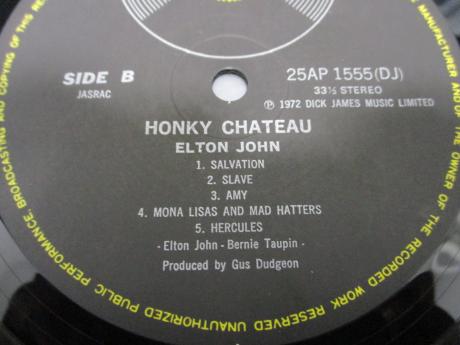 SIDE B
JASRAC
25AP 1555(DJ)
33⅓ STEREO
Ⓟ 1972 DICK JAMES MUSIC LIMITED
HONKY CHATEAU
ELTON JOHN
1. SALVATION
2. SLAVE
3. AMY
4. MONA LISAS AND MAD HATTERS
5. HERCULES
- Elton John - Bernie Taupin -
Produced by Gus Dudgeon
MANUFACTURER AND OF THE OWNER OF THE RECORDED WORK RESERVED UNAUTHORIZED PUBLIC PERFORMANCE BROADCASTING AND COPYING OF THIS RE